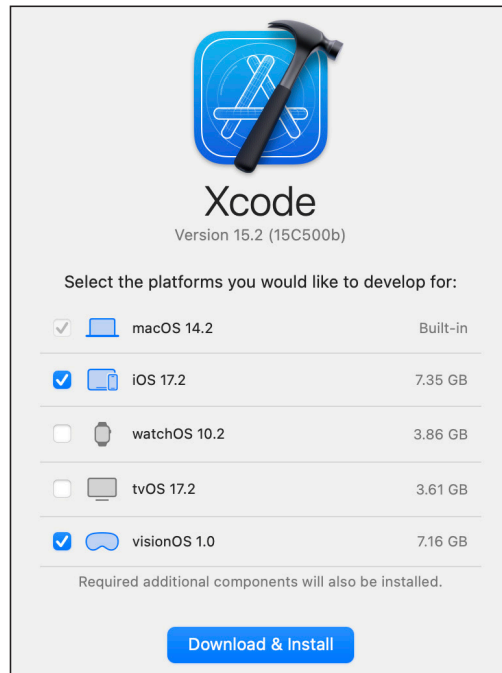 Xcode
Version 15.2 (15C500b)
Select the platforms you would like to develop for:
macOS 14.2 Built-in
iOS 17.2 7.35 GB
watchOS 10.2 3.86 GB
tvOS 17.2 3.61 GB
visionOS 1.0 7.16 GB
Required additional components will also be installed.
Download & Install